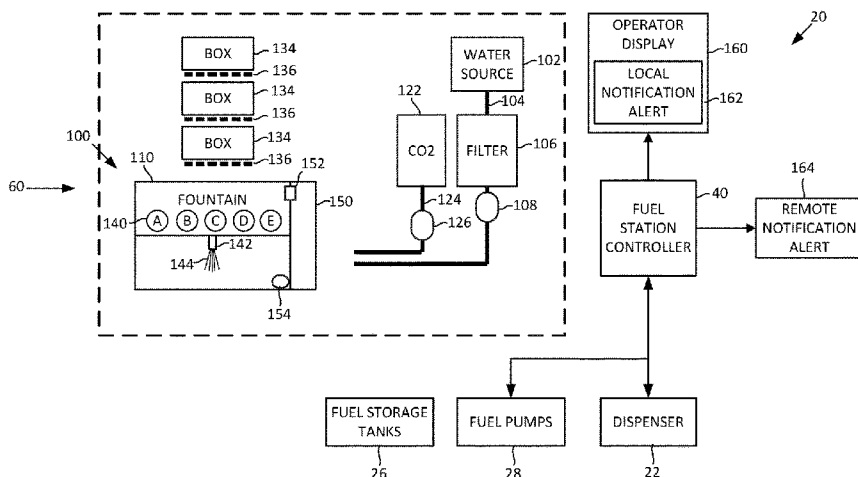 20
OPERATOR
DISPLAY
160
LOCAL
NOTIFICATION
ALERT
162
BOX
134
136
BOX
134
136
BOX
134
136
WATER
SOURCE
102
104
122
CO2
FILTER
106
124
126
108
100
60
110
152
FOUNTAIN
150
140
A
B
C
D
E
142
144
154
40
FUEL
STATION
CONTROLLER
164
REMOTE
NOTIFICATION
ALERT
FUEL STORAGE
TANKS
26
FUEL PUMPS
28
DISPENSER
22